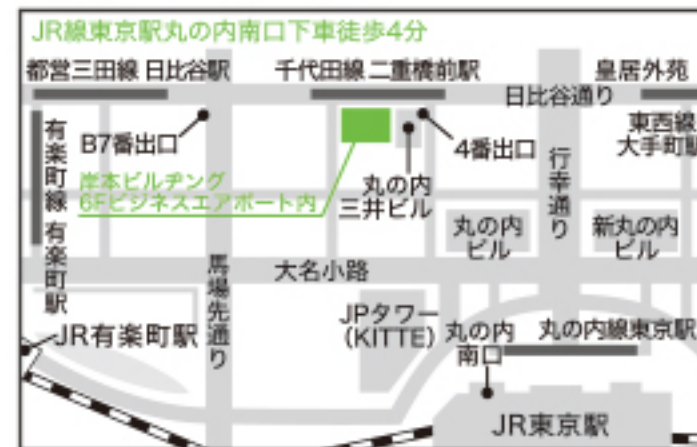 JR線東京駅丸の内南口下車徒歩4分
都営三田線 日比谷駅
千代田線 二重橋前駅
皇居外苑
日比谷通り
有楽町線 有楽町駅
B7番出口
4番出口
東西線
大手町駅
岸本ビルヂング
6Fビジネスエアポート内
丸の内
三井ビル
行幸通り
丸の内
ビル
新丸の内
ビル
馬場先通り
大名小路
JR有楽町駅
JPタワー
(KITTE)
丸の内
南口
丸の内線東京駅
JR東京駅